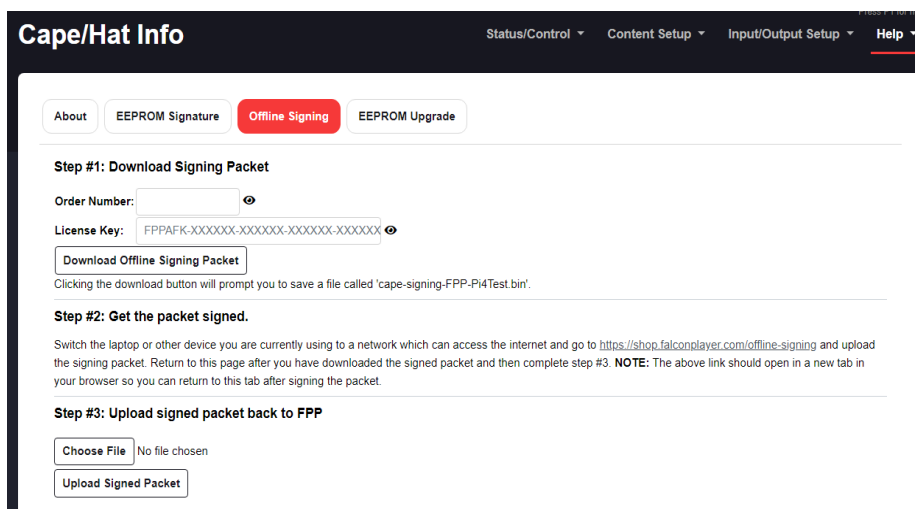 Press F1 for
Cape/Hat Info
Status/Control Content Setup Input/Output Setup Help
About EEPROM Signature Offline Signing EEPROM Upgrade
Step #1: Download Signing Packet
Order Number:
License Key: FPPAFK-XXXXXX-XXXXXX-XXXXXX-XXXXXX
Download Offline Signing Packet
Clicking the download button will prompt you to save a file called 'cape-signing-FPP-Pi4Test.bin'.
Step #2: Get the packet signed.
Switch the laptop or other device you are currently using to a network which can access the internet and go to https://shop.falconplayer.com/offline-signing and upload
the signing packet. Return to this page after you have downloaded the signed packet and then complete step #3. NOTE: The above link should open in a new tab in
your browser so you can return to this tab after signing the packet.
Step #3: Upload signed packet back to FPP
Choose File No file chosen
Upload Signed Packet